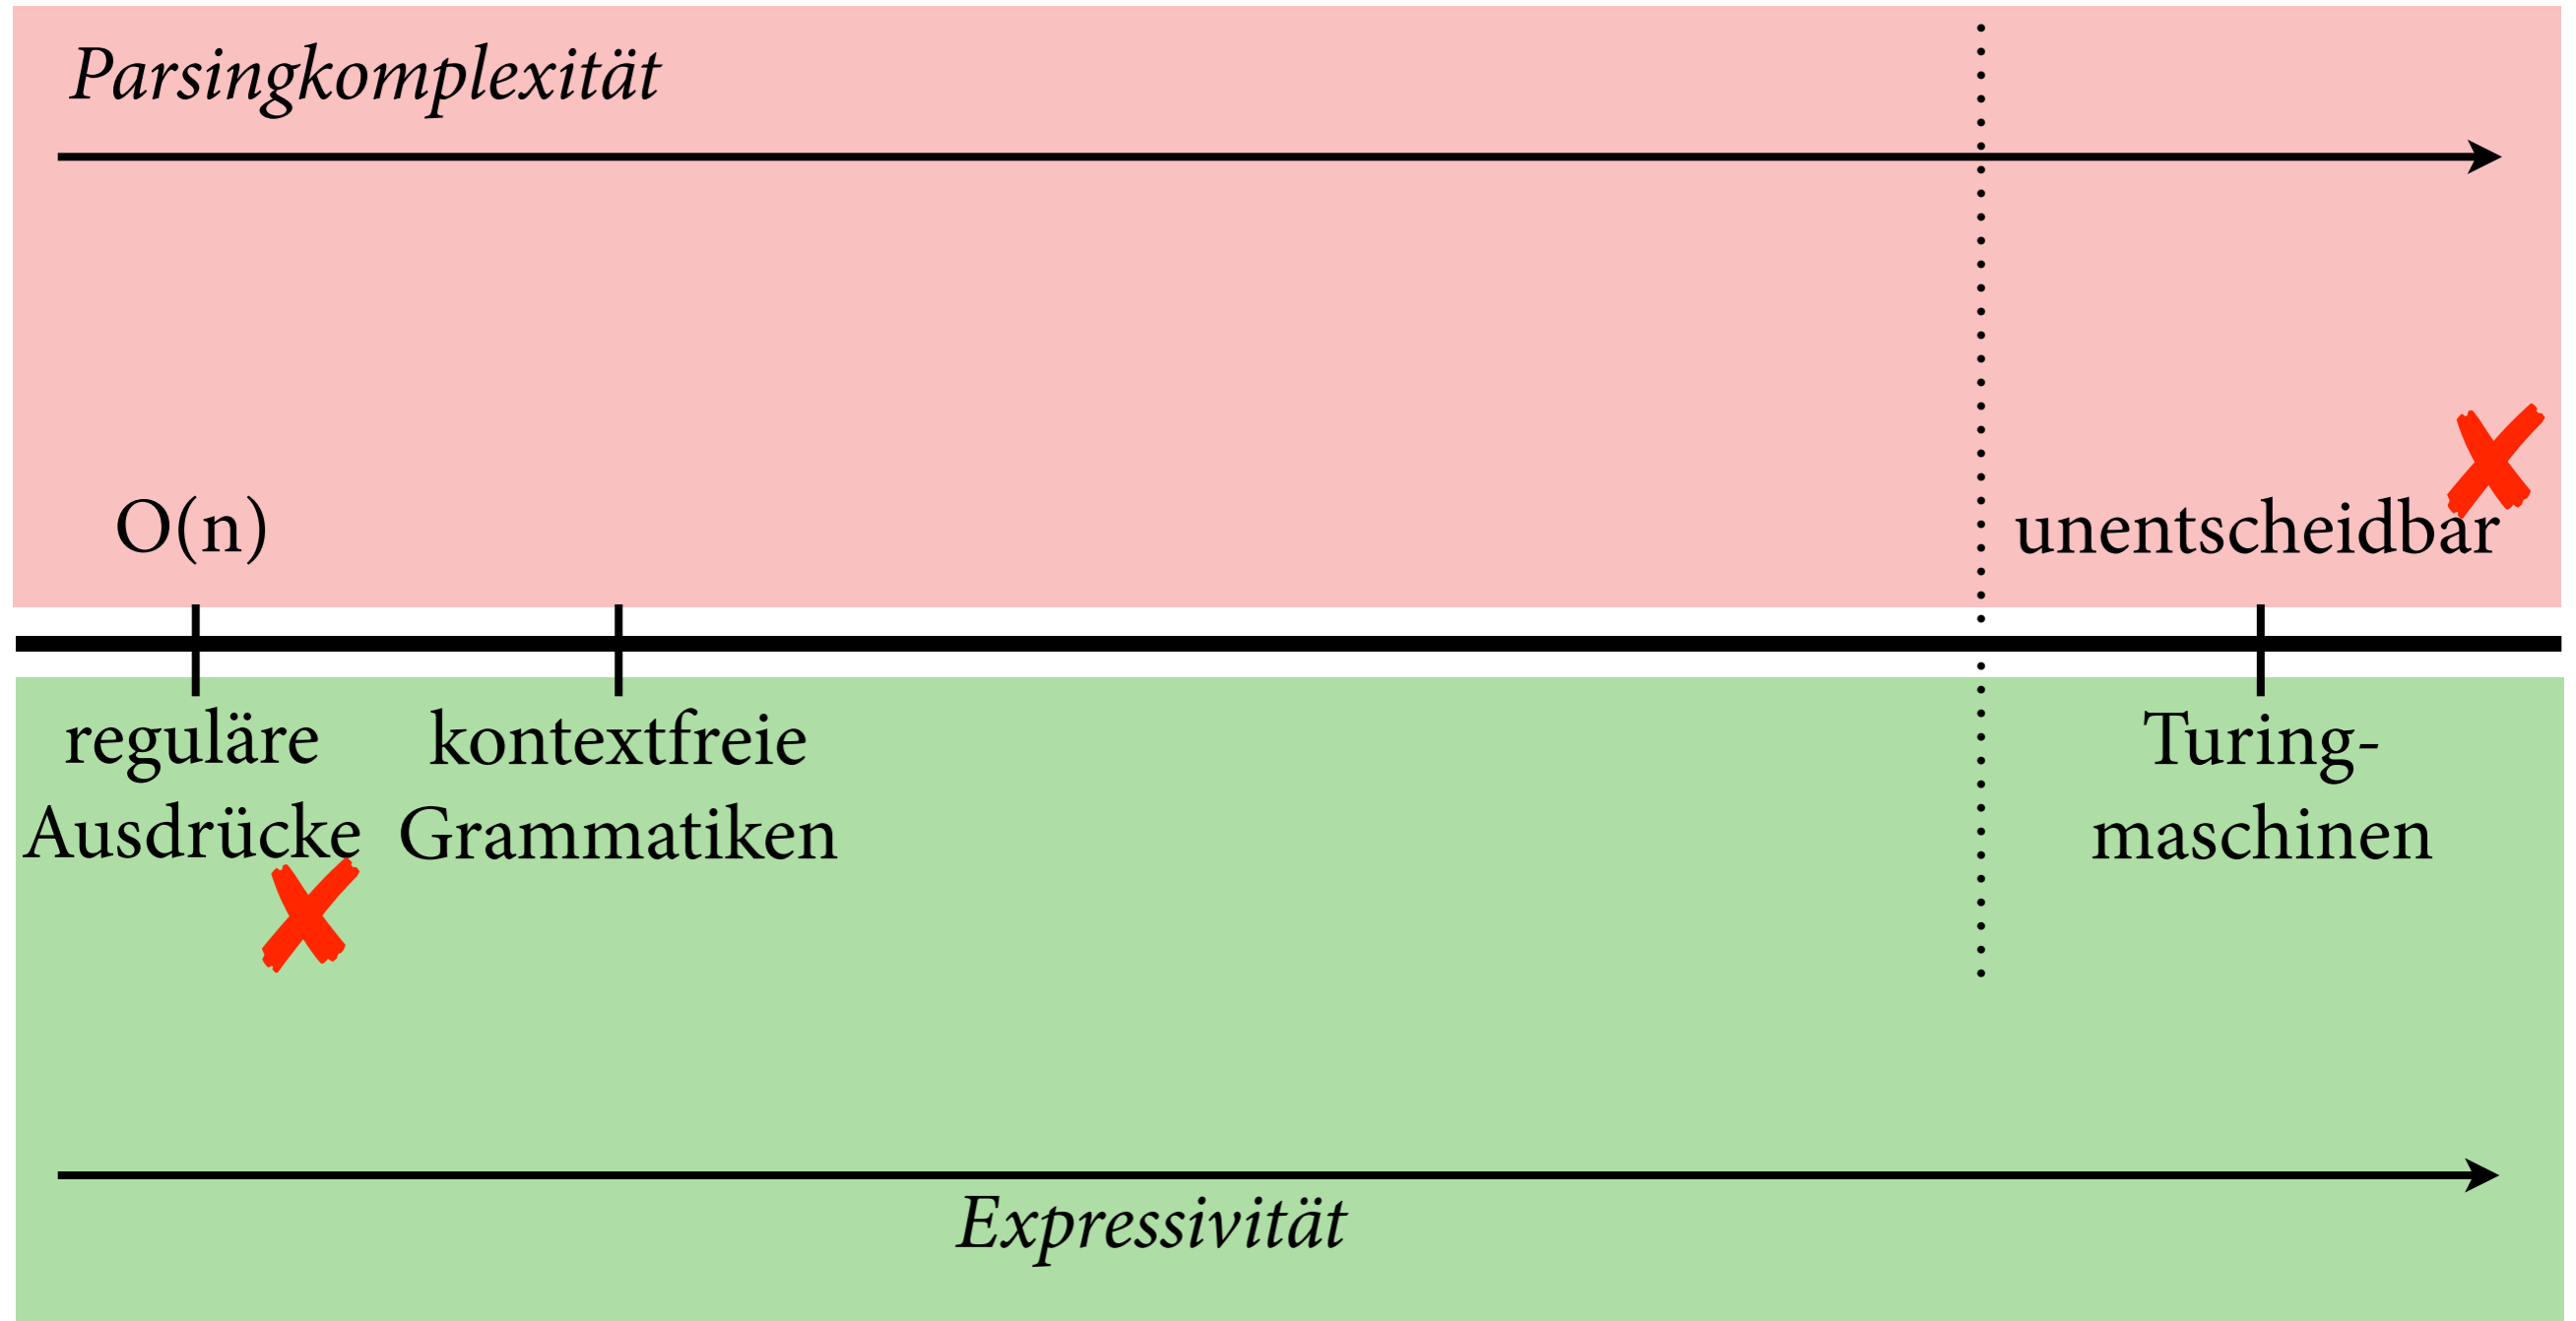 Parsingkomplexität
O(n)
unentscheidbar
reguläre
Ausdrücke
kontextfreie
Grammatiken
Turing-
maschinen
Expressivität